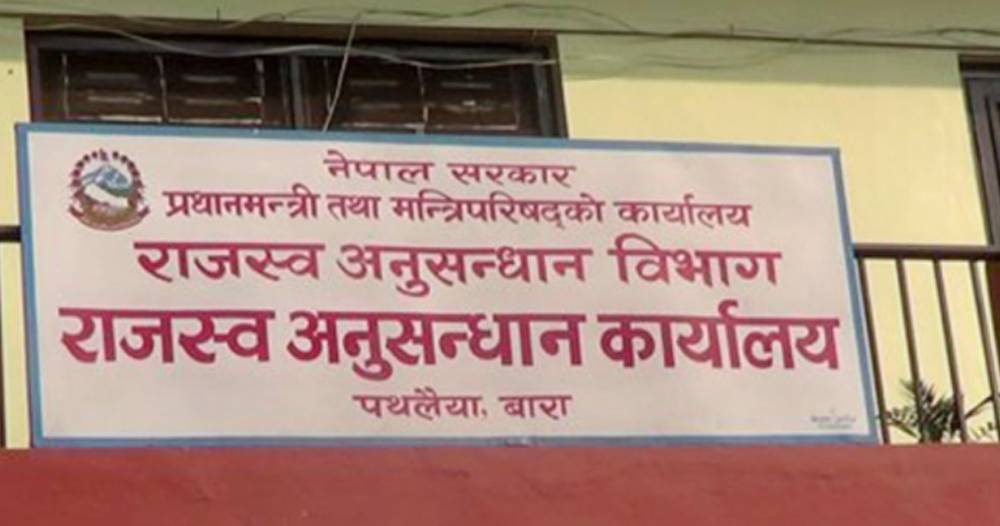 नेपाल सरकार
प्रधानमन्त्री तथा मन्त्रिपरिषद्को कार्यालय
राजस्व अनुसन्धान विभाग
राजस्व अनुसन्धान कार्यालय
पथलैया, बारा